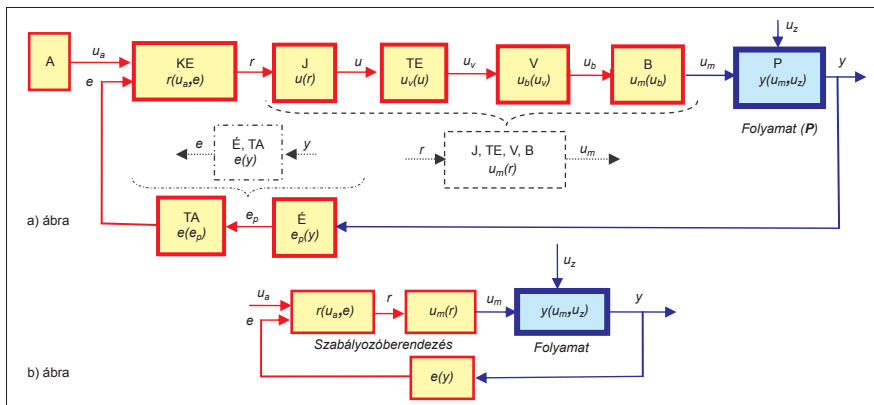 u_z
A
u_a
e
KE
r(u_a,e)
r
J
u(r)
u
TE
u_v(u)
u_v
V
u_b(u_v)
u_b
B
u_m(u_b)
u_m
P
y(u_m,u_z)
y
Folyamat (P)
e
É, TA
e(y)
y
r
J, TE, V, B
u_m(r)
u_m
a) ábra
TA
e(e_p)
e_p
É
e_p(y)
u_z
u_a
e
r(u_a,e)
r
u_m(r)
u_m
y(u_m,u_z)
y
Szabályozóberendezés
Folyamat
b) ábra
e(y)